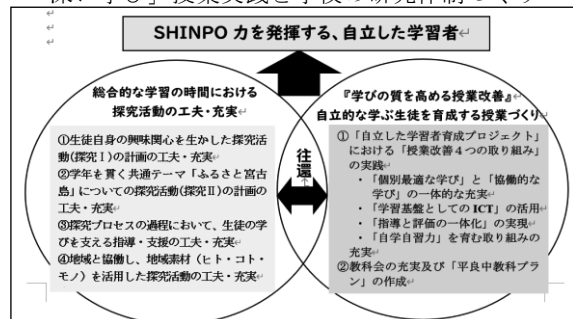 SHINPO 力を発揮する、自立した学習者
総合的な学習の時間における
探究活動の工夫・充実
①生徒自身の興味関心を生かした探究活
動(探究Ⅰ)の計画の工夫・充実
②学年を貫く共通テーマ「ふるさと宮古
島」についての探究活動(探究Ⅱ)の計画の
工夫・充実
③探究プロセスの過程において、生徒の学
びを支える指導・支援の工夫・充実
④地域と協働し、地域素材（ヒト・コト・
モノ）を活用した探究活動の工夫・充実
往還
『学びの質を高める授業改善』
自立的な学ぶ生徒を育成する授業づくり
①「自立した学習者育成プロジェクト」
における「授業改善４つの取り組み」
の実践
・「個別最適な学び」と「協働的な
学び」の一体的な充実
・「学習基盤としての ICT」の活用
・「指導と評価の一体化」の実現
・「自学自習力」を育む取り組みの
充実
②教科会の充実及び「平良中教科プラ
ン」の作成